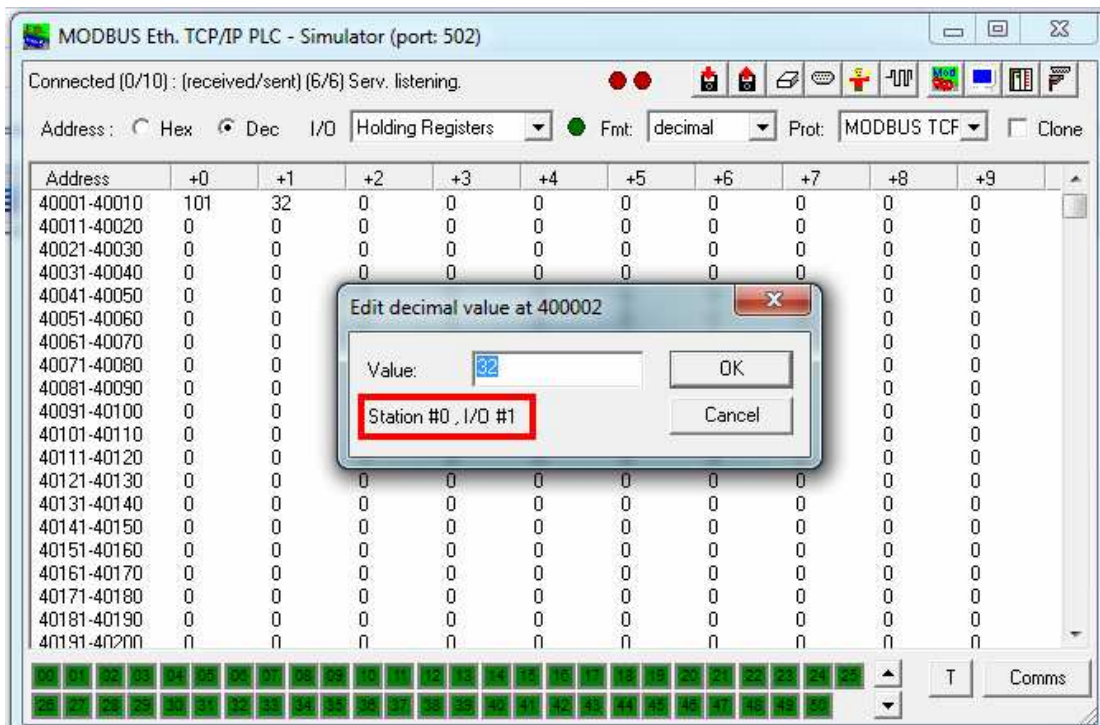 MODBUS Eth. TCP/IP PLC - Simulator (port: 502)
Connected (0/10) : (received/sent) (6/6) Serv. listening.
Address : Hex Dec I/O Holding Registers Fmt: decimal Prot: MODBUS TCP Clone
Address +0 +1 +2 +3 +4 +5 +6 +7 +8 +9
40001-40010 101 32 0 0 0 0 0 0 0 0
40011-40020 0 0 0 0 0 0 0 0 0 0
40021-40030 0 0 0 0 0 0 0 0 0 0
40031-40040 0 0 0 0 0 0 0 0 0 0
40041-40050 0 0 0 0
40051-40060 0 0 0 0
40061-40070 0 0 0 0
40071-40080 0 0 0 0
40081-40090 0 0 0 0
40091-40100 0 0 0 0
40101-40110 0 0 0 0
40111-40120 0 0 0 0
40121-40130 0 0 0 0 0 0 0 0 0 0
40131-40140 0 0 0 0 0 0 0 0 0 0
40141-40150 0 0 0 0 0 0 0 0 0 0
40151-40160 0 0 0 0 0 0 0 0 0 0
40161-40170 0 0 0 0 0 0 0 0 0 0
40171-40180 0 0 0 0 0 0 0 0 0 0
40181-40190 0 0 0 0 0 0 0 0 0 0
40191-40200 0 0 0 0 0 0 0 0 0 0
Edit decimal value at 400002
Value: 32 OK
Station #0 , I/O #1 Cancel
00 01 02 03 04 05 06 07 08 09 10 11 12 13 14 15 16 17 18 19 20 21 22 23 24 25 T Comms
26 27 28 29 30 31 32 33 34 35 36 37 38 39 40 41 42 43 44 45 46 47 48 49 50